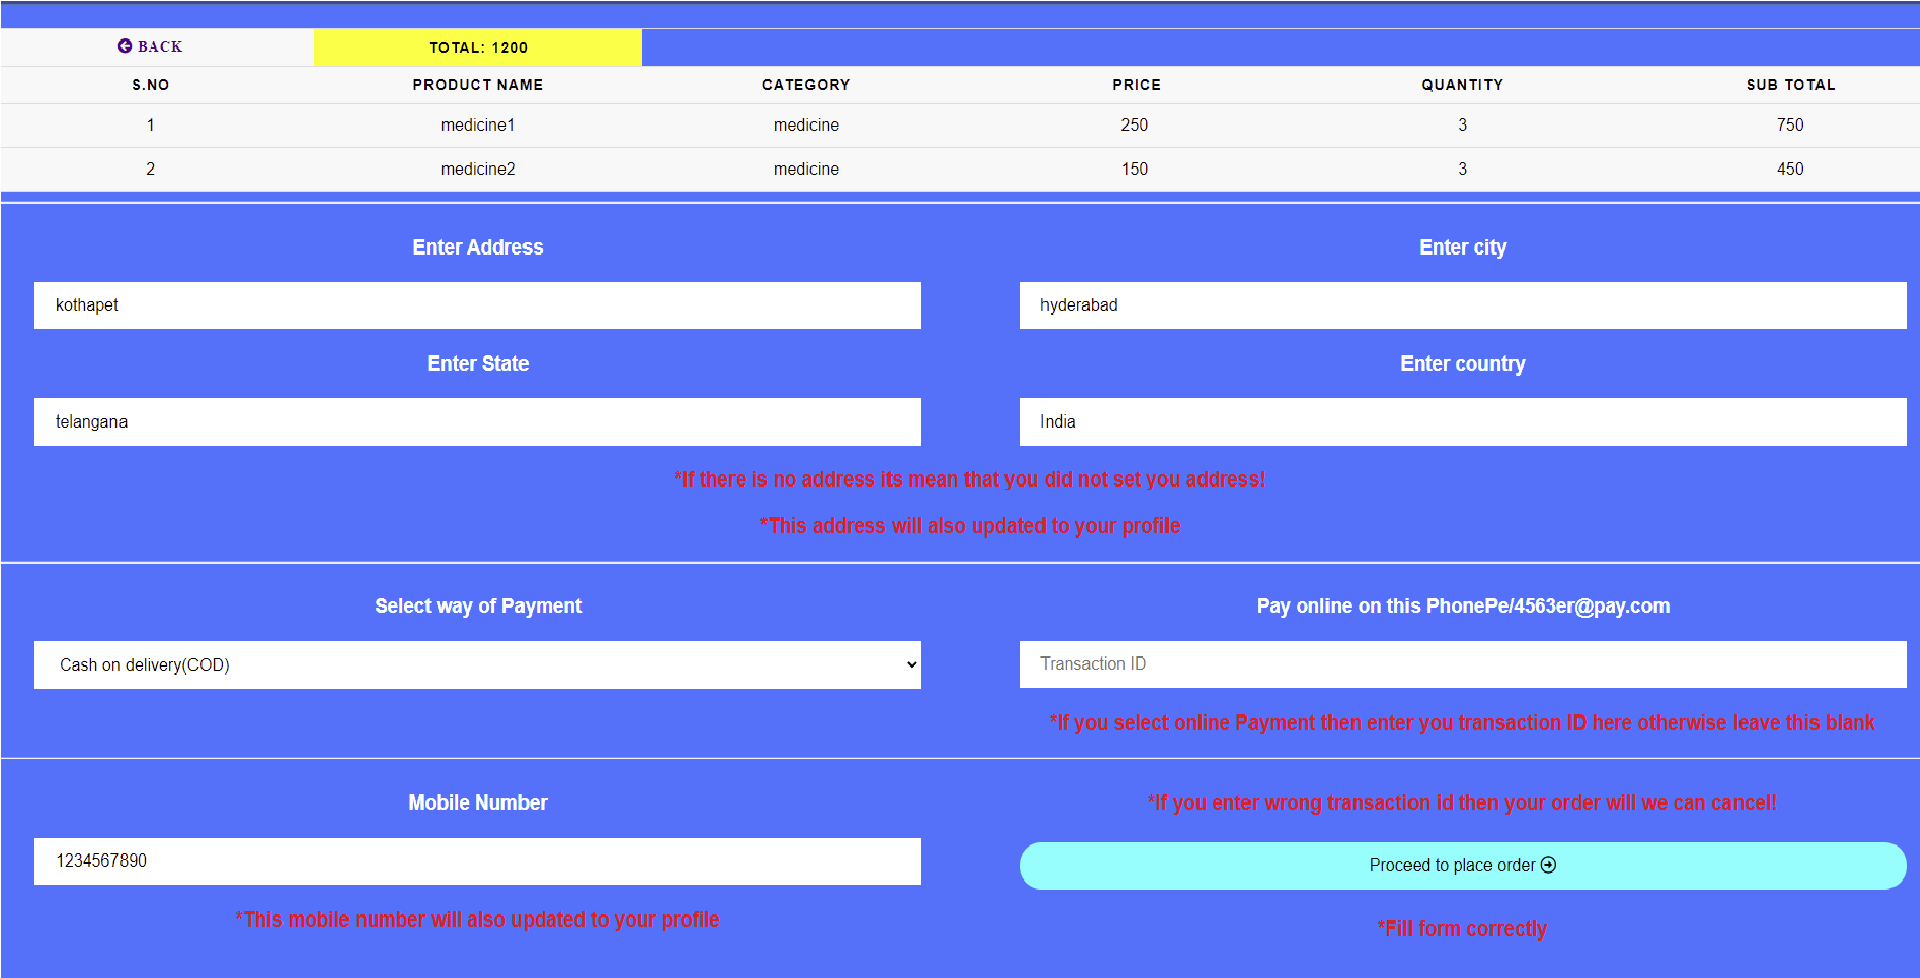 BACK TOTAL: 1200
S.NO PRODUCT NAME CATEGORY PRICE QUANTITY SUB TOTAL
1 medicine1 medicine 250 3 750
2 medicine2 medicine 150 3 450
Enter Address Enter city
kothapet hyderabad
Enter State Enter country
telangana India
*If there is no address its mean that you did not set you address!
*This address will also updated to your profile
Select way of Payment Pay online on this PhonePe/4563er@pay.com
Cash on delivery(COD) Transaction ID
*If you select online Payment then enter you transaction ID here otherwise leave this blank
Mobile Number *If you enter wrong transaction id then your order will we can cancel!
1234567890 Proceed to place order
*This mobile number will also updated to your profile
*Fill form correctly